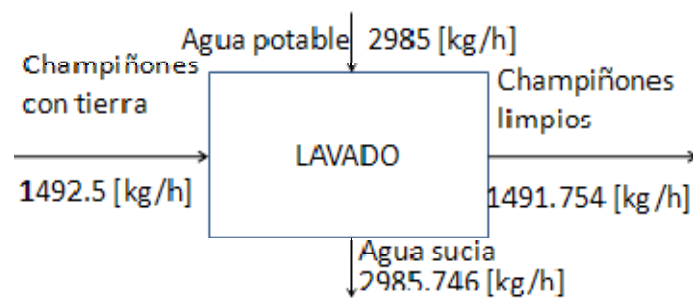 Agua potable 2985 [kg/h]
Champiñones
con tierra
1492.5 [kg/h]
LAVADO
Champiñones
limpios
1491.754 [kg/h]
Agua sucia
2985.746 [kg/h]